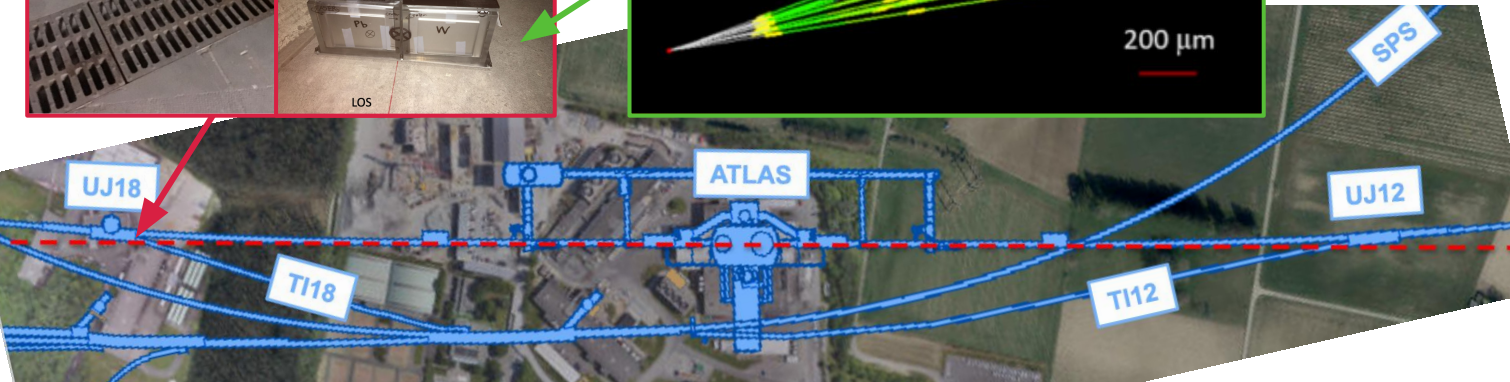 Pb
W
LOS
200 μm
SPS
UJ18
ATLAS
UJ12
TI18
TI12